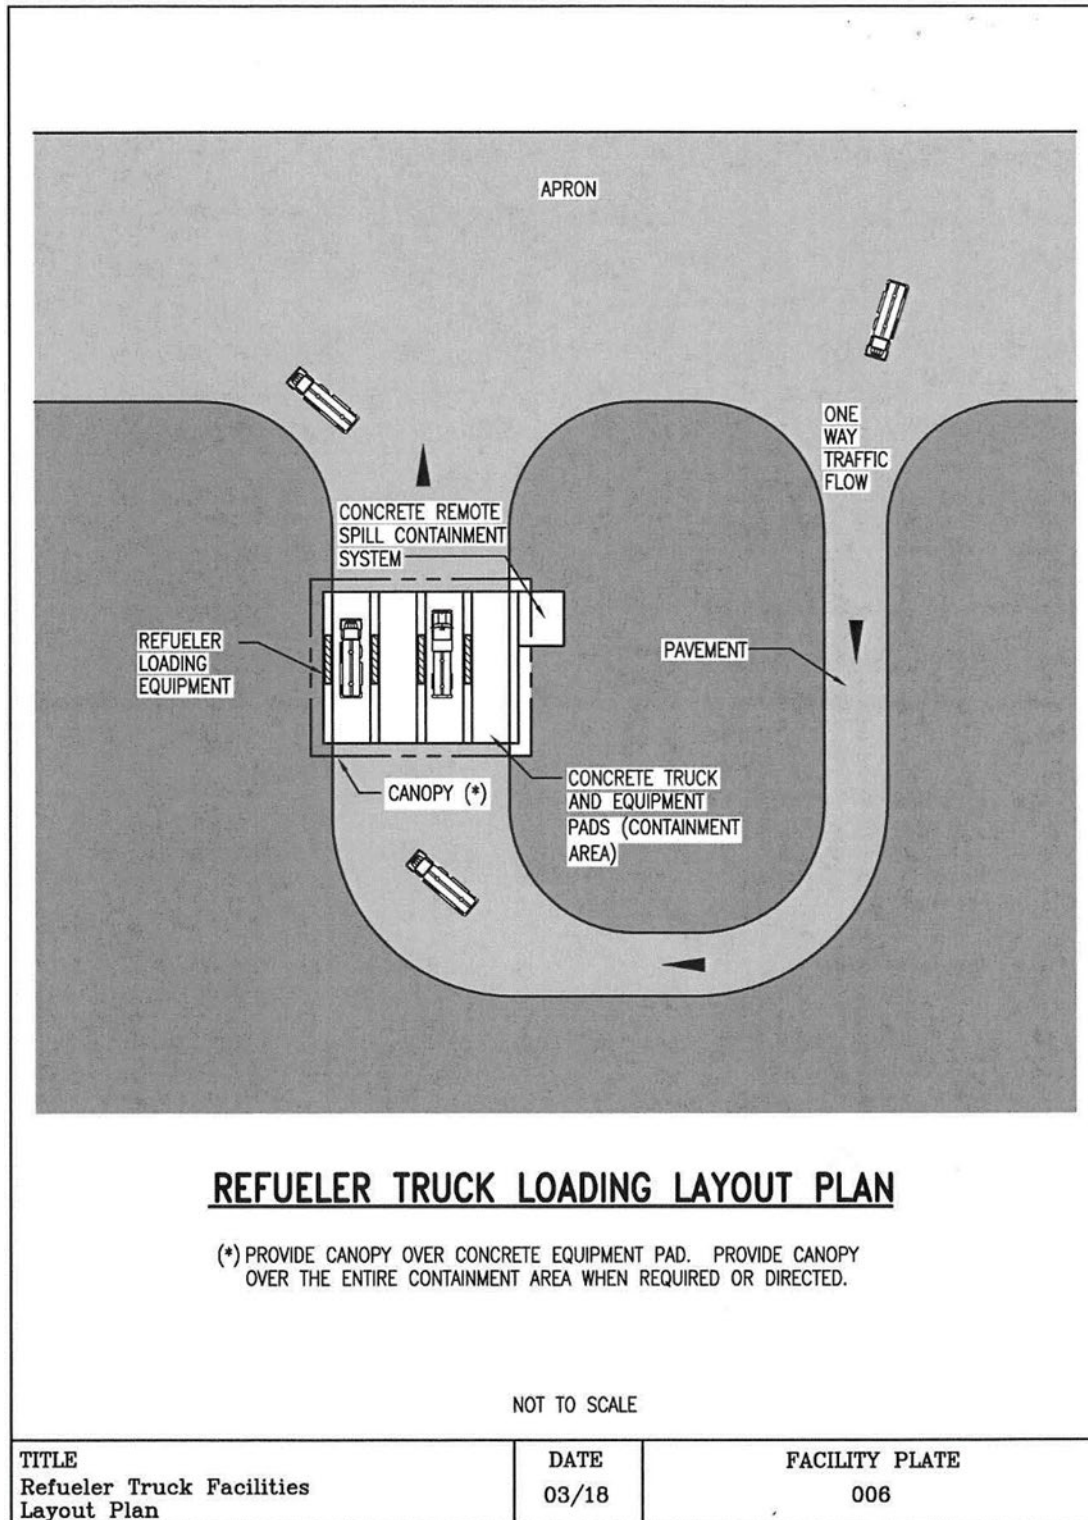 APRON
ONE
WAY
TRAFFIC
FLOW
CONCRETE REMOTE
SPILL CONTAINMENT
SYSTEM
REFUELER
LOADING
EQUIPMENT
PAVEMENT
CANOPY (*)
CONCRETE TRUCK
AND EQUIPMENT
PADS (CONTAINMENT
AREA)
REFUELER TRUCK LOADING LAYOUT PLAN
(*) PROVIDE CANOPY OVER CONCRETE EQUIPMENT PAD. PROVIDE CANOPY
OVER THE ENTIRE CONTAINMENT AREA WHEN REQUIRED OR DIRECTED.
NOT TO SCALE
TITLE
Refueler Truck Facilities
Layout Plan
DATE
03/18
FACILITY PLATE
006